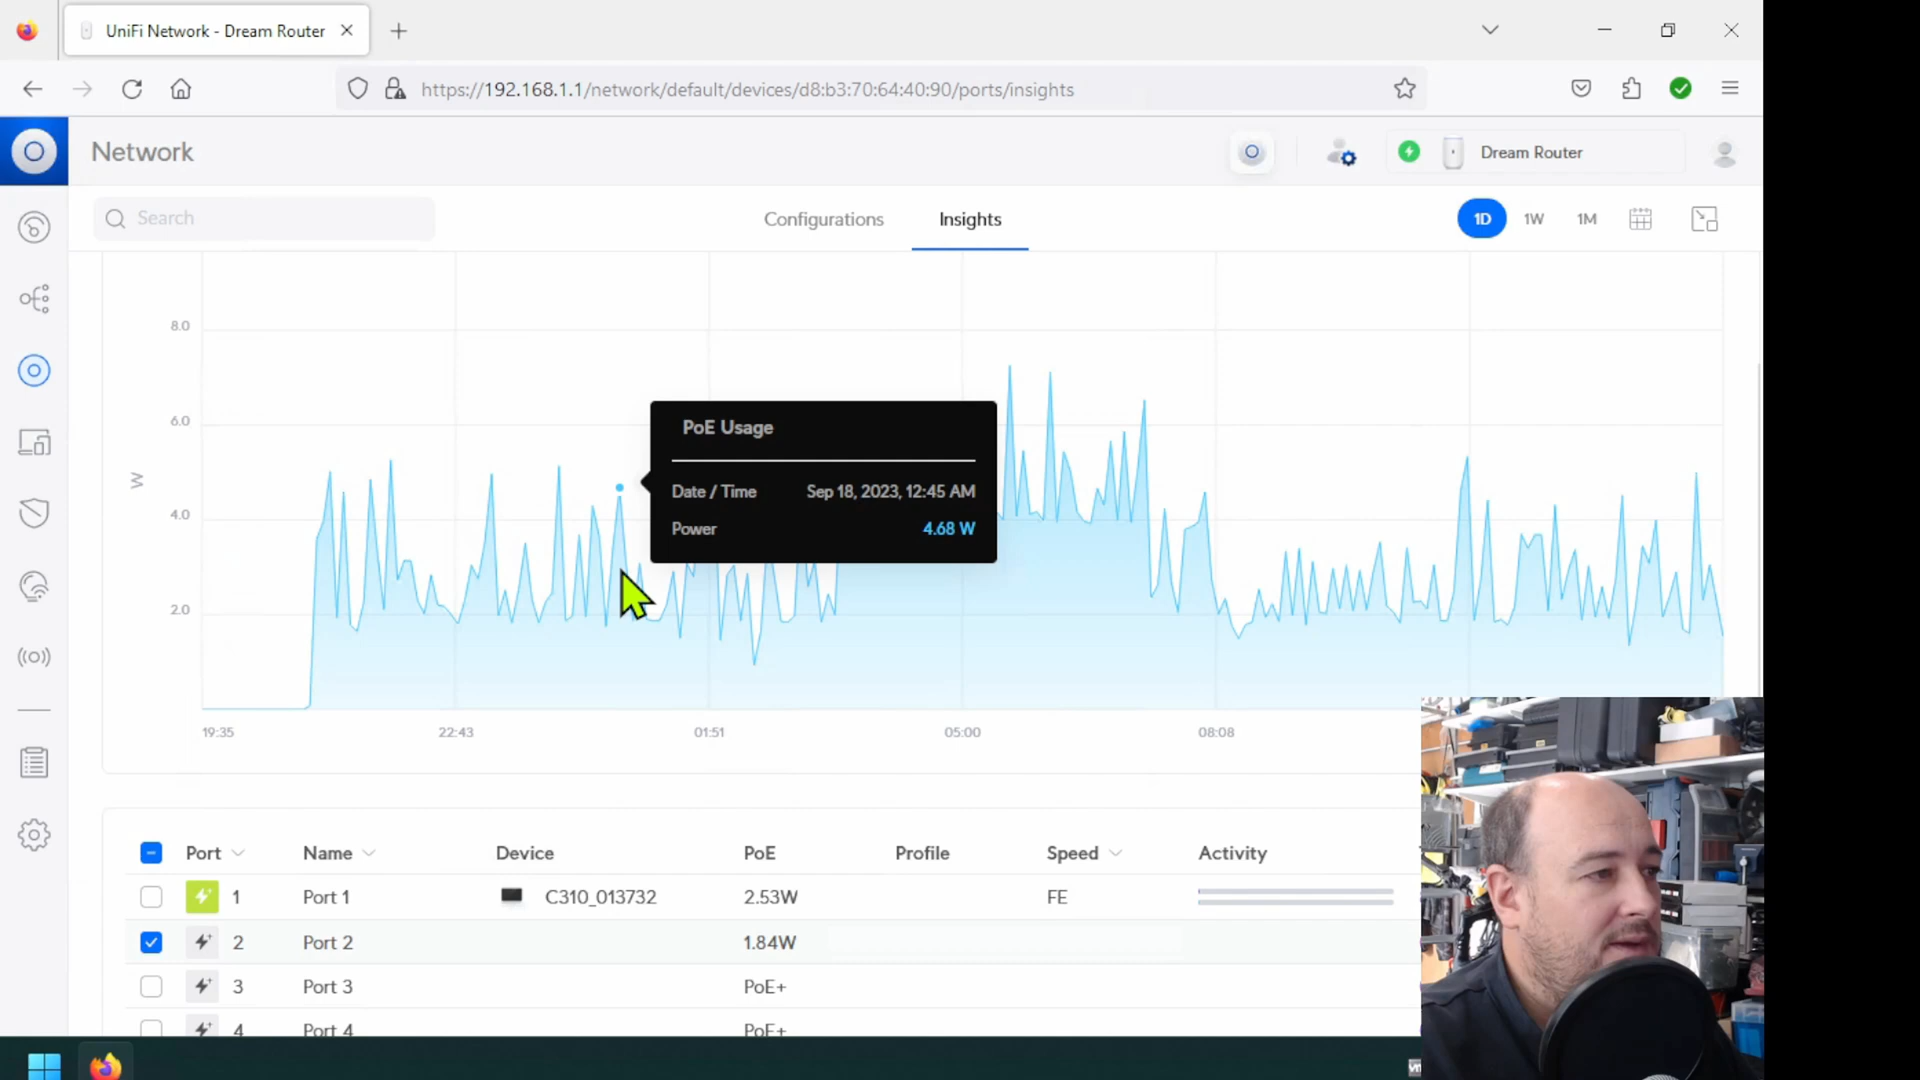 UniFi Network - Dream Router
https://192.168.1.1/network/default/devices/d8:b3:70:64:40:90/ports/insights
Network
Dream Router
Search
Configurations
Insights
1D
1W
1M
8.0
6.0
4.0
2.0
W
PoE Usage
Date / Time Sep 18, 2023, 12:45 AM
Power 4.68 W
19:35 22:43 01:51 05:00 08:08
Port Name Device PoE Profile Speed Activity
1 Port 1 C310_013732 2.53W FE
2 Port 2 1.84W
3 Port 3 PoE+
4 Port 4 PoE+